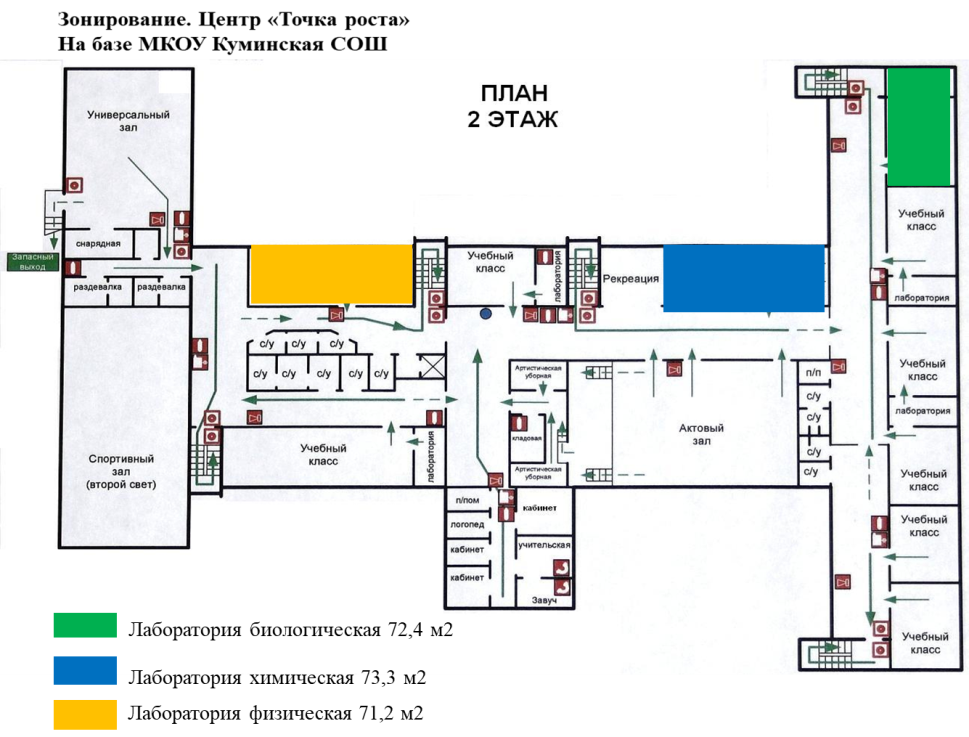 Зонирование. Центр «Точка роста»
На базе МКОУ Куминская СОШ
ПЛАН
2 ЭТАЖ
Универсальный
зал
снарядная
Запасный
выход
раздевалка
раздевалка
Спортивный
зал
(второй свет)
с/у
с/у
с/у
с/у
с/у
с/у
с/у
с/у
Учебный
класс
лаборатория
Учебный
класс
лаборатория
Рекреация
Артистическая
уборная
кладовая
Артистическая
уборная
Актовый
зал
п/п
с/у
с/у
с/у
с/у
п/пом
логопед
кабинет
кабинет
кабинет
учительская
Завуч
Учебный
класс
лаборатория
Учебный
класс
лаборатория
Учебный
класс
Учебный
класс
Учебный
класс
Лаборатория биологическая 72,4 м2
Лаборатория химическая 73,3 м2
Лаборатория физическая 71,2 м2